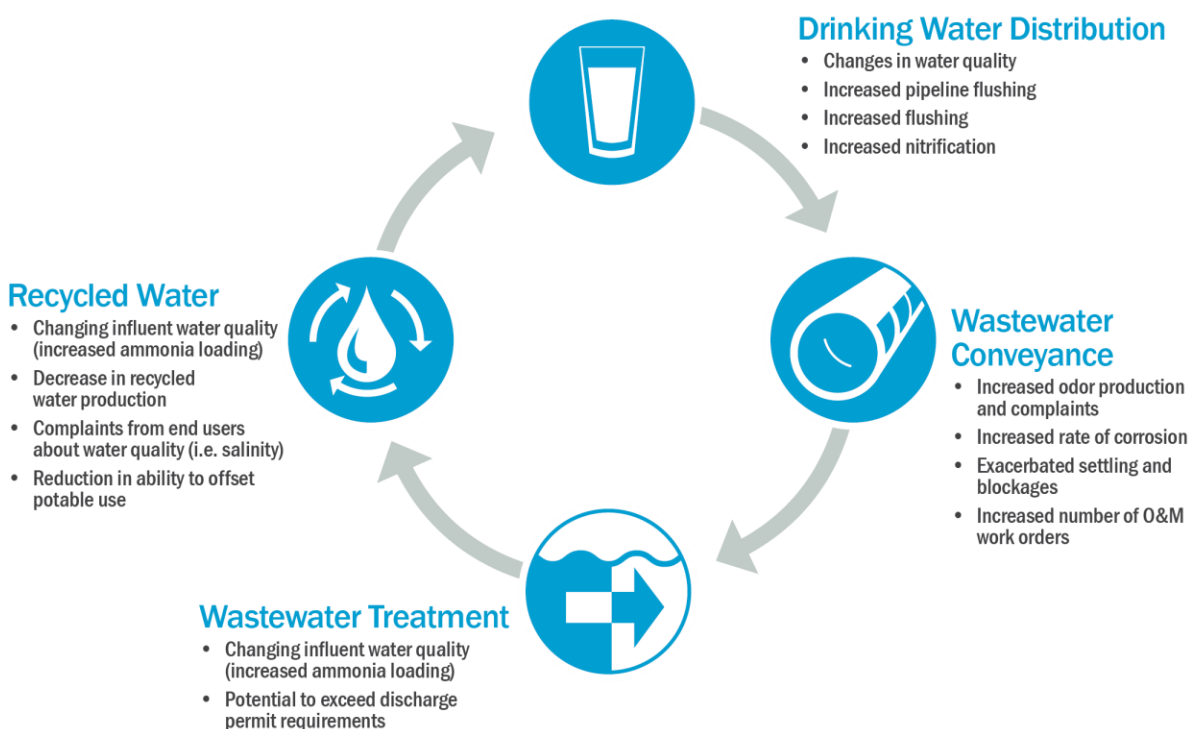 Drinking Water Distribution
• Changes in water quality
• Increased pipeline flushing
• Increased flushing
• Increased nitrification
Wastewater
Conveyance
• Increased odor production
and complaints
• Increased rate of corrosion
• Exacerbated settling and
blockages
• Increased number of O&M
work orders
Wastewater Treatment
• Changing influent water quality
(increased ammonia loading)
• Potential to exceed discharge
permit requirements
Recycled Water
• Changing influent water quality
(increased ammonia loading)
• Decrease in recycled
water production
• Complaints from end users
about water quality (i.e. salinity)
• Reduction in ability to offset
potable use